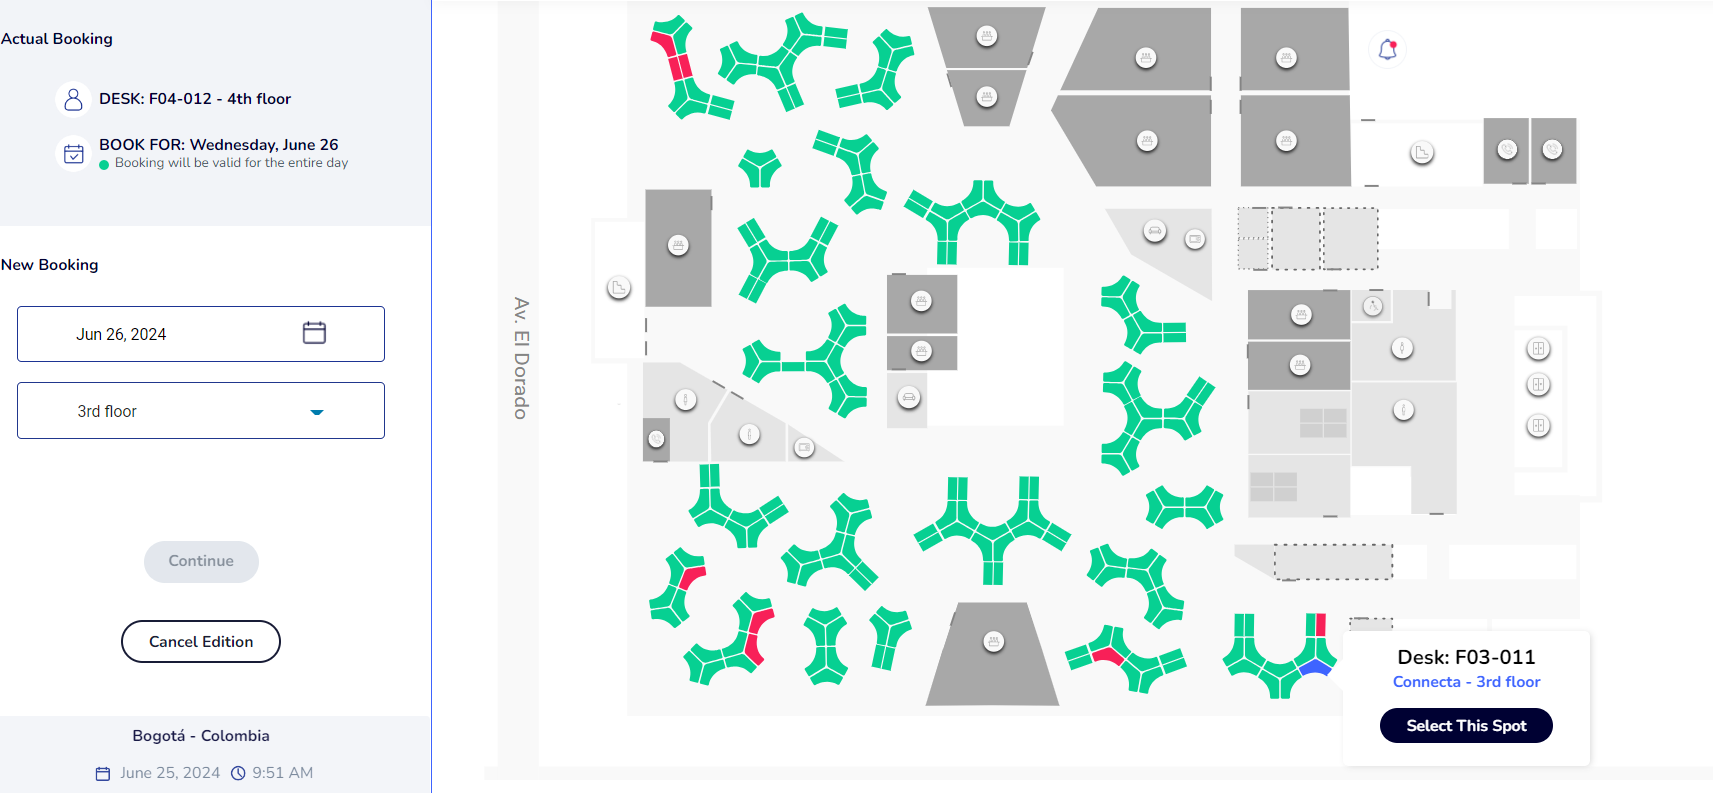 Actual Booking
DESK: F04-012 - 4th floor
BOOK FOR: Wednesday, June 26
Booking will be valid for the entire day
New Booking
Jun 26, 2024
3rd floor
Continue
Cancel Edition
Bogotá - Colombia
June 25, 2024 9:51 AM
Av. El Dorado
Desk: F03-011
Connecta - 3rd floor
Select This Spot